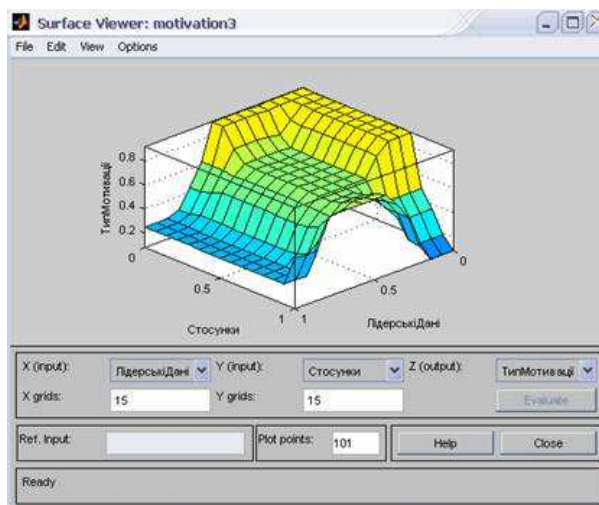 Surface Viewer: motivation3
File Edit View Options
ТипМотивації
0.8
0.6
0.4
0.2
0
0.5
1
1
0.5
0
Стосунки
ЛідерськіДані
X (input): ЛідерськіДані Y (input): Стосунки Z (output): ТипМотивації
X grids: 15 Y grids: 15 Evaluate
Ref. Input: Plot points: 101 Help Close
Ready